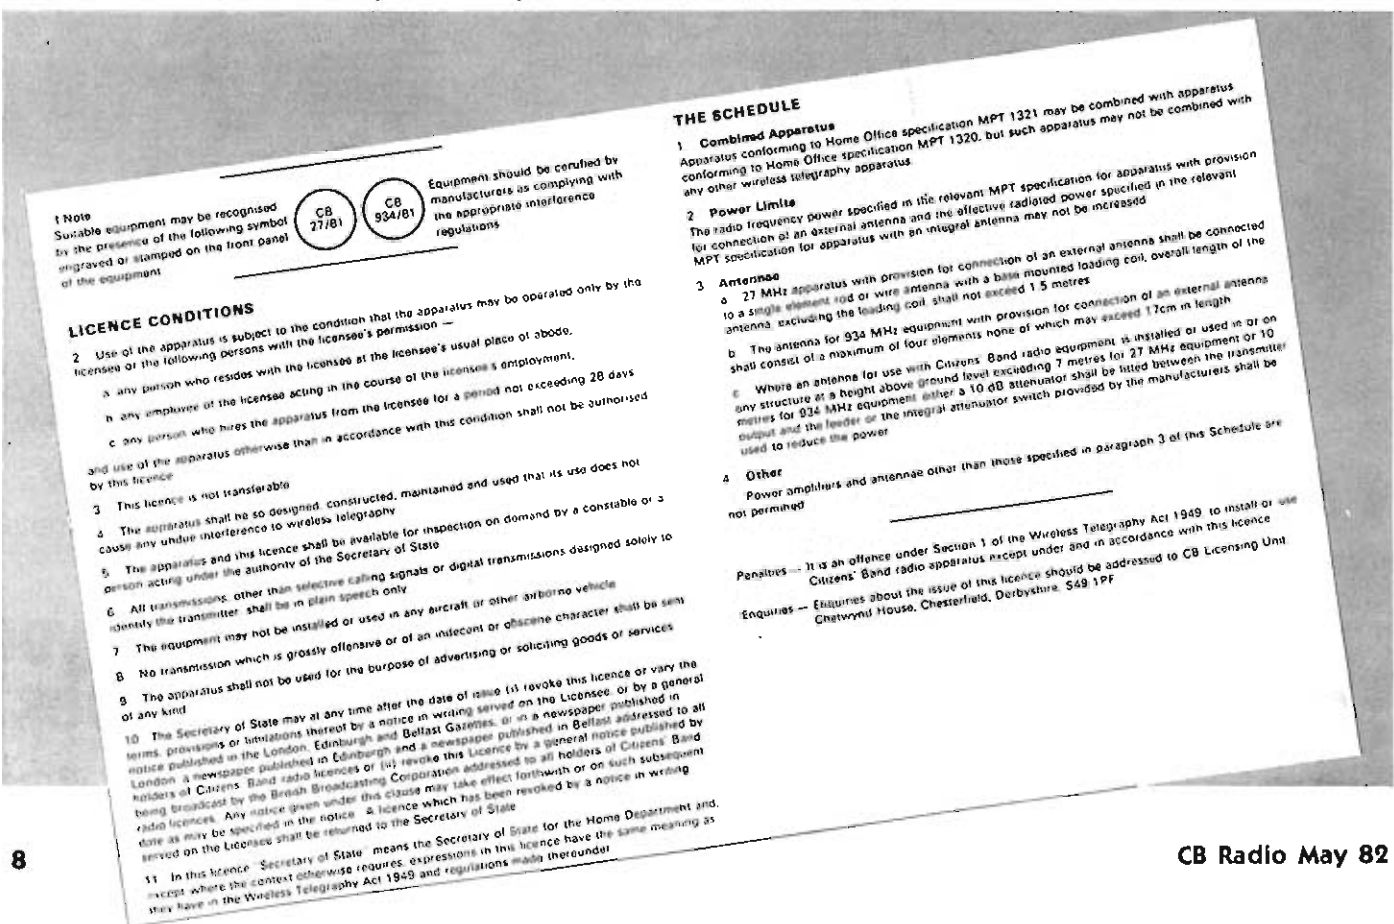 † Note
Suitable equipment may be recognised
by the presence of the following symbol
engraved or stamped on the front panel
of the equipment
CB
27/81
CB
934/81
Equipment should be certified by
manufacturers as complying with
the appropriate interference
regulations
LICENCE CONDITIONS
2 Use of the apparatus is subject to the condition that the apparatus may be operated only by the
licensee or the following persons with the licensee's permission —
a any person who resides with the licensee at the licensee's usual place of abode,
b any employee of the licensee acting in the course of the licensee's employment,
c any person who hires the apparatus from the licensee for a period not exceeding 28 days
and use of the apparatus otherwise than in accordance with this condition shall not be authorised
by this licence
3 This licence is not transferable
4 The apparatus shall be so designed, constructed, maintained and used that its use does not
cause any undue interference to wireless telegraphy
5 The apparatus and this licence shall be available for inspection on demand by a constable or a
person acting under the authority of the Secretary of State
6 All transmissions, other than selective calling signals or digital transmissions designed solely to
identify the transmitter, shall be in plain speech only
7 The equipment may not be installed or used in any aircraft or other airborne vehicle
8 No transmission which is grossly offensive or of an indecent or obscene character shall be sent
9 The apparatus shall not be used for the purpose of advertising or soliciting goods or services
of any kind
10 The Secretary of State may at any time after the date of issue (i) revoke this licence or vary the
terms, provisions or limitations thereof by a notice in writing served on the Licensee, or by a general
notice published in the London, Edinburgh and Belfast Gazettes, or in a newspaper published in
London, a newspaper published in Edinburgh and a newspaper published in Belfast addressed to all
holders of Citizens' Band radio licences or (ii) revoke this Licence by a general notice published by
being broadcast by the British Broadcasting Corporation addressed to all holders of Citizens' Band
radio licences. Any notice given under this clause may take effect forthwith or on such subsequent
date as may be specified in the notice. A licence which has been revoked by a notice in writing
served on the Licensee shall be returned to the Secretary of State
11 In this licence "Secretary of State" means the Secretary of State for the Home Department and,
except where the context otherwise requires, expressions in this licence have the same meaning as
they have in the Wireless Telegraphy Act 1949 and regulations made thereunder
THE SCHEDULE
1 Combined Apparatus
Apparatus conforming to Home Office specification MPT 1321 may be combined with apparatus
conforming to Home Office specification MPT 1320, but such apparatus may not be combined with
any other wireless telegraphy apparatus
2 Power Limits
The radio frequency power specified in the relevant MPT specification for apparatus with provision
for connection of an external antenna and the effective radiated power specified in the relevant
MPT specification for apparatus with an integral antenna may not be increased
3 Antennae
a 27 MHz apparatus with provision for connection of an external antenna shall be connected
to a single element rod or wire antenna with a base mounted loading coil, overall length of the
antenna, excluding the loading coil, shall not exceed 1.5 metres
b The antenna for 934 MHz equipment with provision for connection of an external antenna
shall consist of a maximum of four elements none of which may exceed 17cm in length
c Where an antenna for use with Citizens' Band radio equipment is installed or used in or on
any structure at a height above ground level exceeding 7 metres for 27 MHz equipment or 10
metres for 934 MHz equipment either a 10 dB attenuator shall be fitted between the transmitter
output and the feeder or the integral attenuator switch provided by the manufacturers shall be
used to reduce the power
4 Other
Power amplifiers and antennae other than those specified in paragraph 3 of this Schedule are
not permitted
Penalties — It is an offence under Section 1 of the Wireless Telegraphy Act 1949, to install or use
Citizens' Band radio apparatus except under and in accordance with this licence
Enquiries — Enquiries about the issue of this licence should be addressed to CB Licensing Unit
Chetwynd House, Chesterfield, Derbyshire, S49 1PF
8
CB Radio May 82